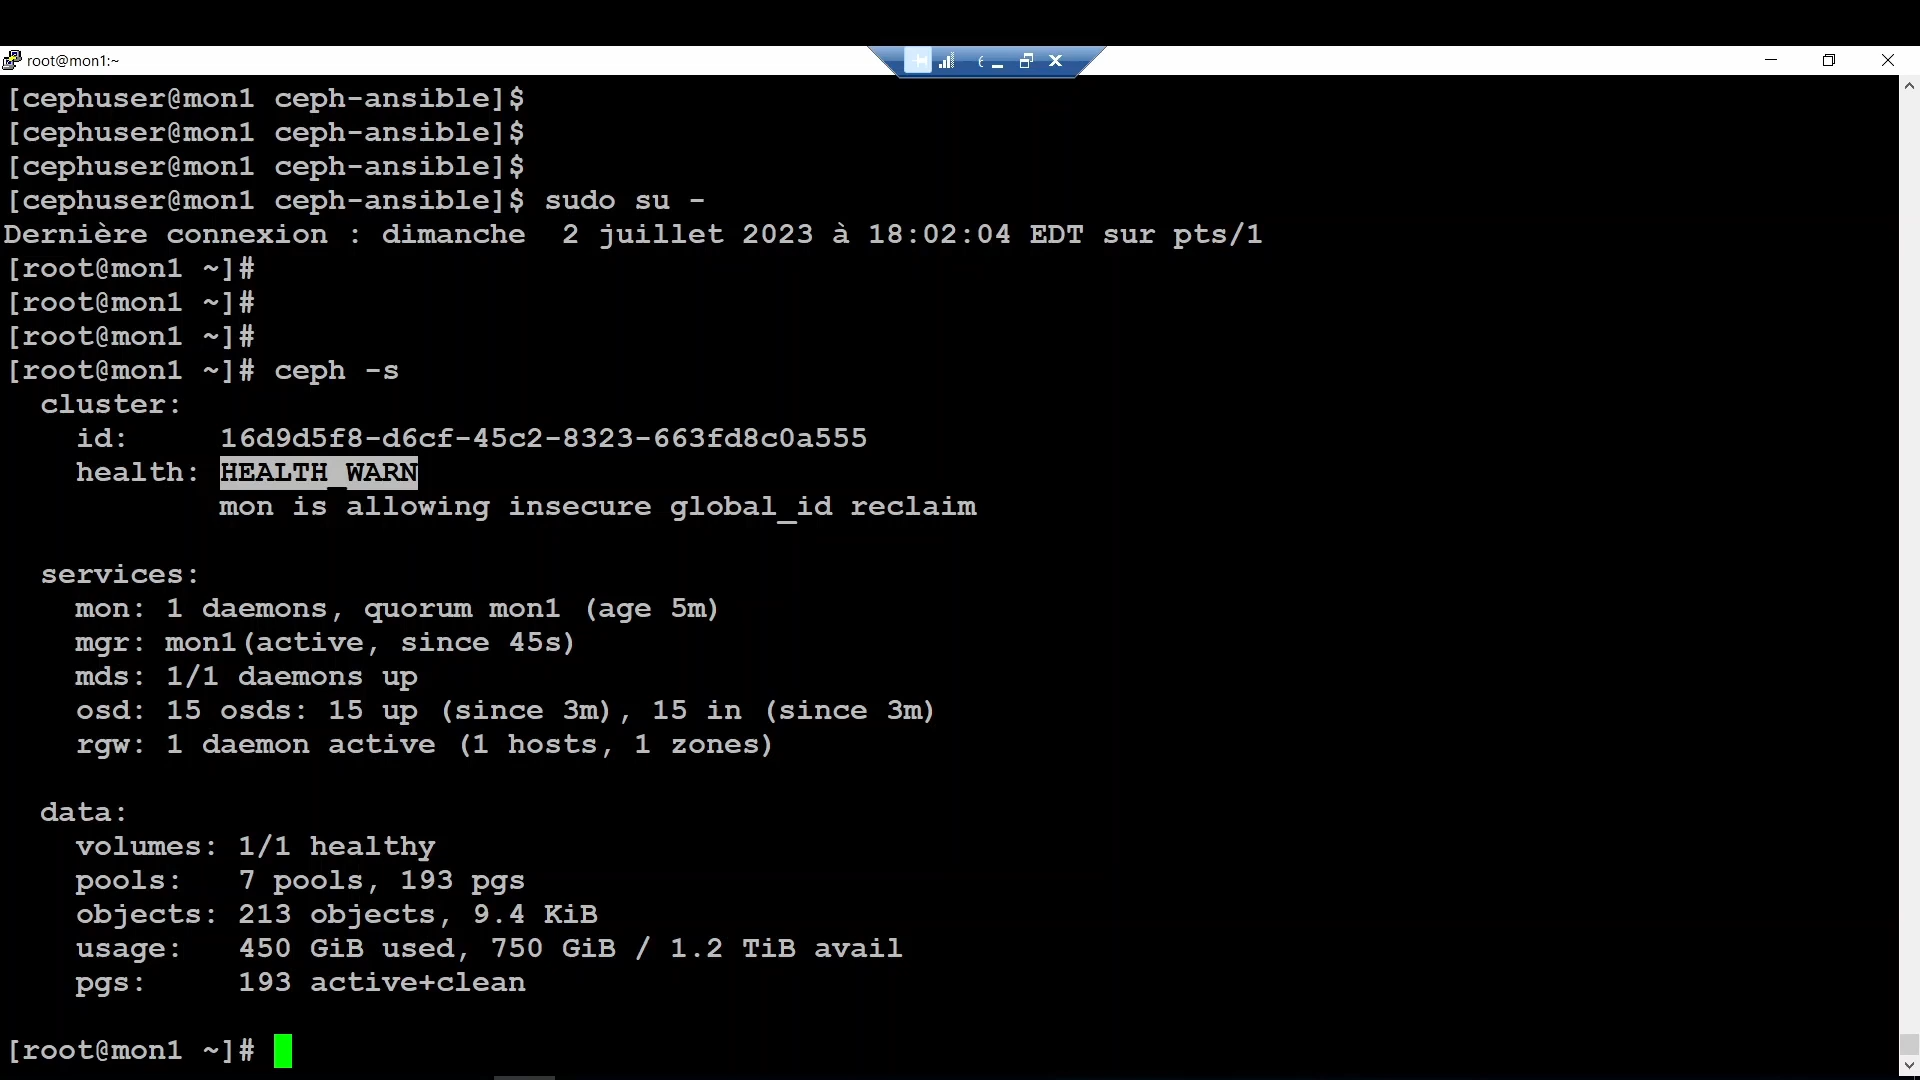 root@mon1:~
[cephuser@mon1 ceph-ansible]$
[cephuser@mon1 ceph-ansible]$
[cephuser@mon1 ceph-ansible]$
[cephuser@mon1 ceph-ansible]$ sudo su -
Dernière connexion : dimanche  2 juillet 2023 à 18:02:04 EDT sur pts/1
[root@mon1 ~]#
[root@mon1 ~]#
[root@mon1 ~]#
[root@mon1 ~]# ceph -s
  cluster:
    id:     16d9d5f8-d6cf-45c2-8323-663fd8c0a555
    health: HEALTH_WARN
            mon is allowing insecure global_id reclaim

  services:
    mon: 1 daemons, quorum mon1 (age 5m)
    mgr: mon1(active, since 45s)
    mds: 1/1 daemons up
    osd: 15 osds: 15 up (since 3m), 15 in (since 3m)
    rgw: 1 daemon active (1 hosts, 1 zones)

  data:
    volumes: 1/1 healthy
    pools:   7 pools, 193 pgs
    objects: 213 objects, 9.4 KiB
    usage:   450 GiB used, 750 GiB / 1.2 TiB avail
    pgs:     193 active+clean

[root@mon1 ~]#